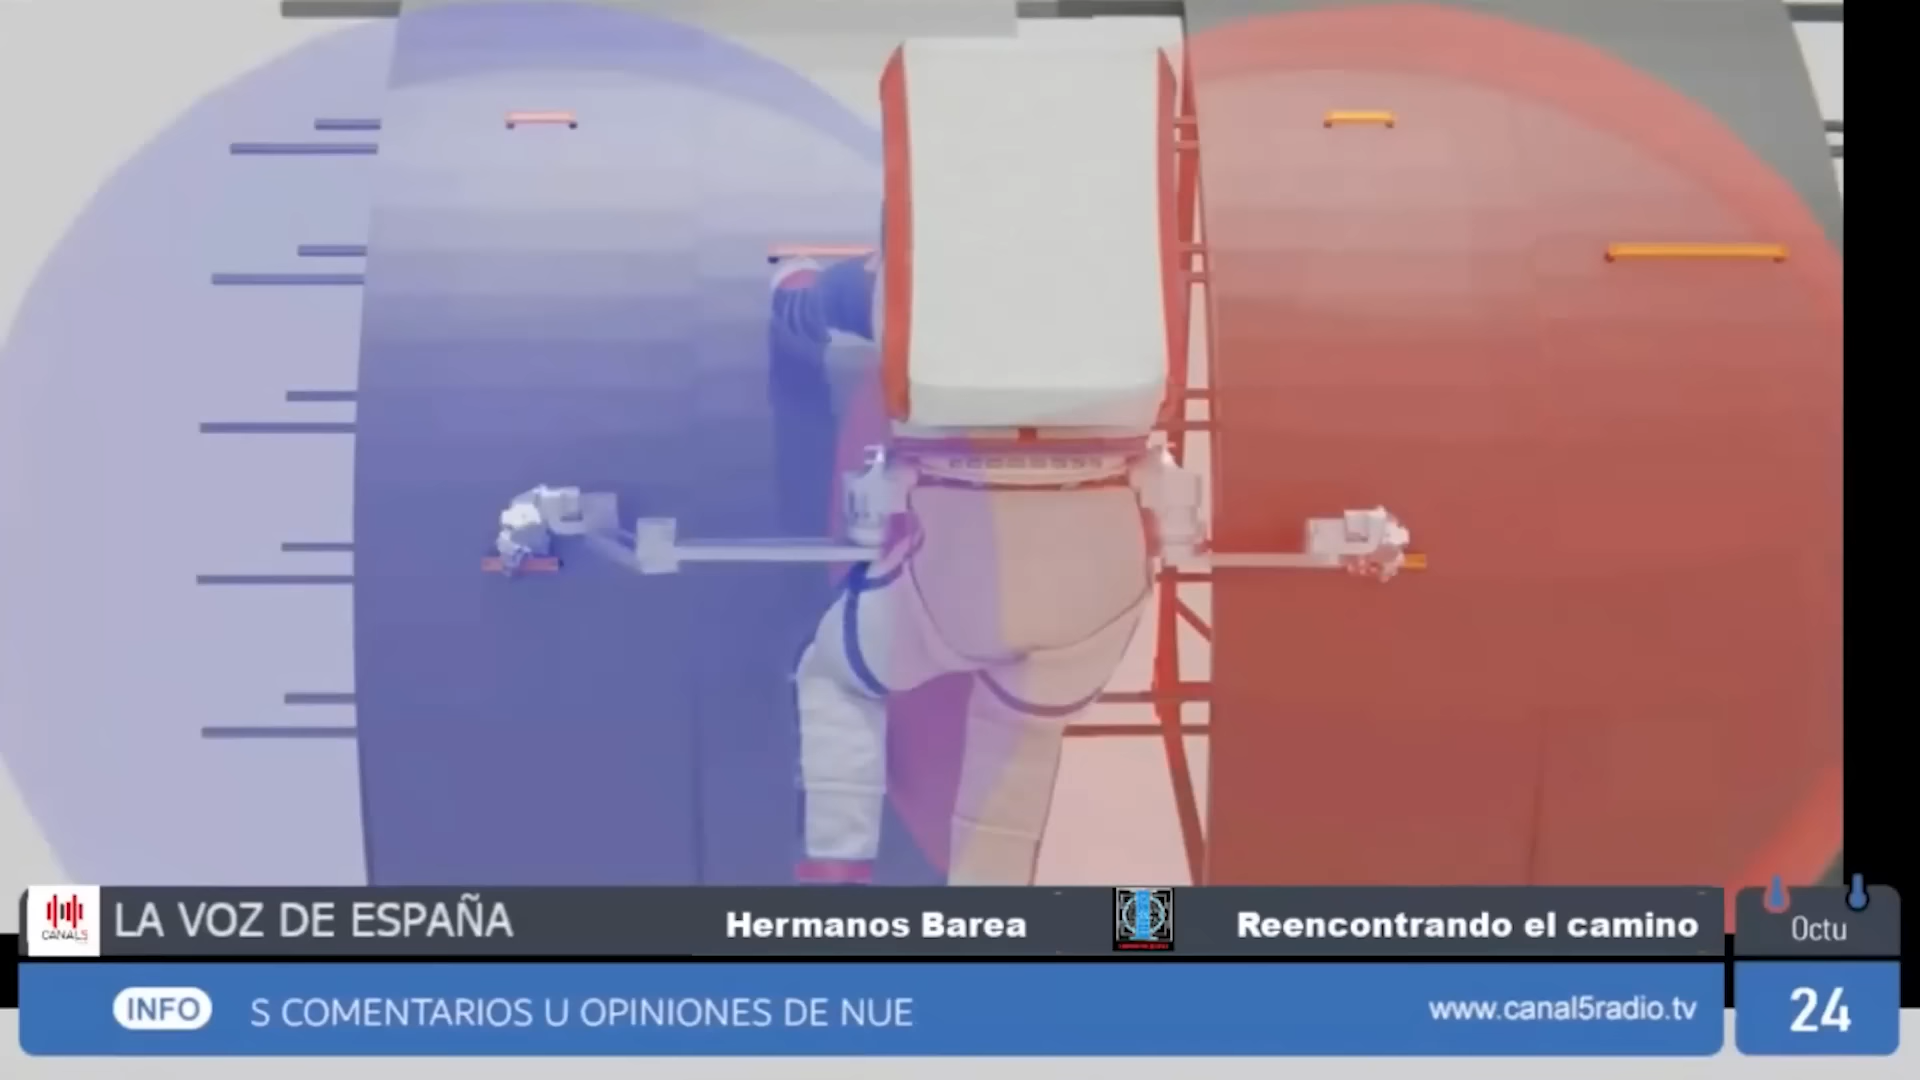 CANAL5
LA VOZ DE ESPAÑA
Hermanos Barea
Reencontrando el camino
Octu
INFO
S COMENTARIOS U OPINIONES DE NUE
www.canal5radio.tv
24